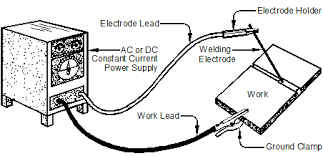 Electrode Lead
Electrode Holder
AC or DC
Constant Current
Power Supply
Welding
Electrode
Work
Work Lead
Ground Clamp